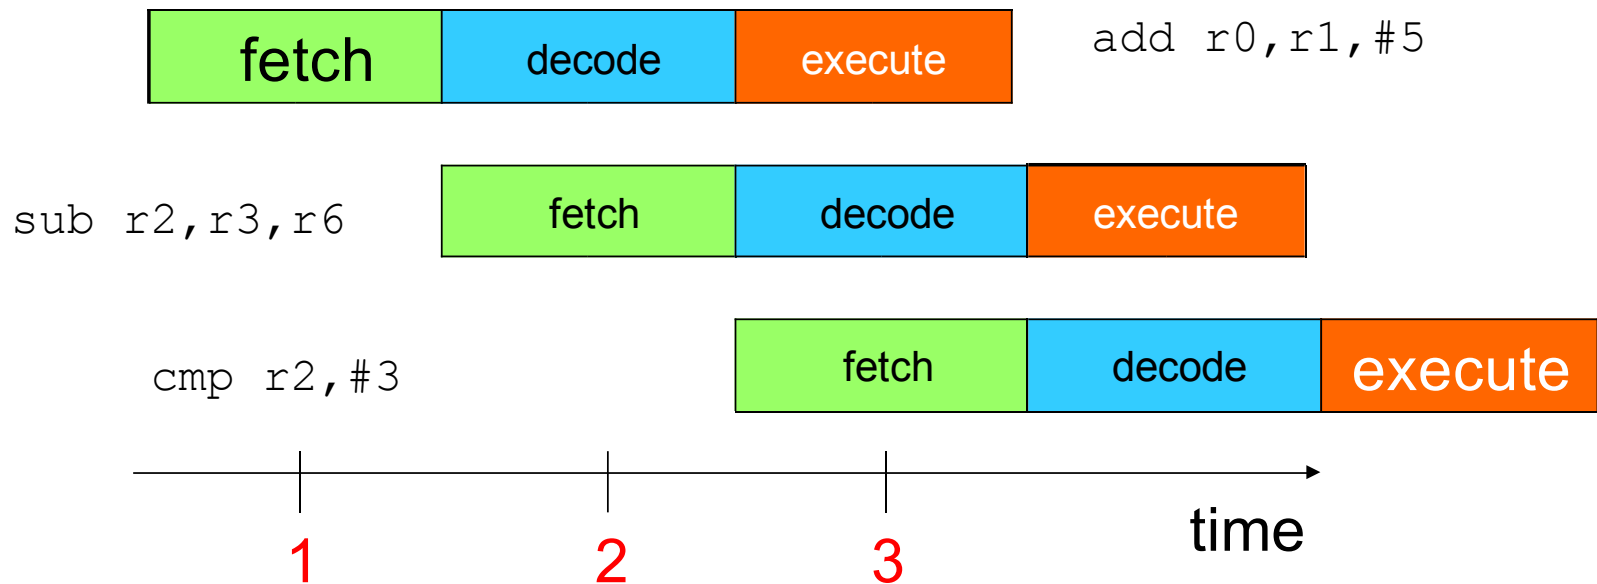 fetch decode execute add r0,r1,#5
sub r2,r3,r6 fetch decode execute
cmp r2,#3 fetch decode execute
1 2 3 time